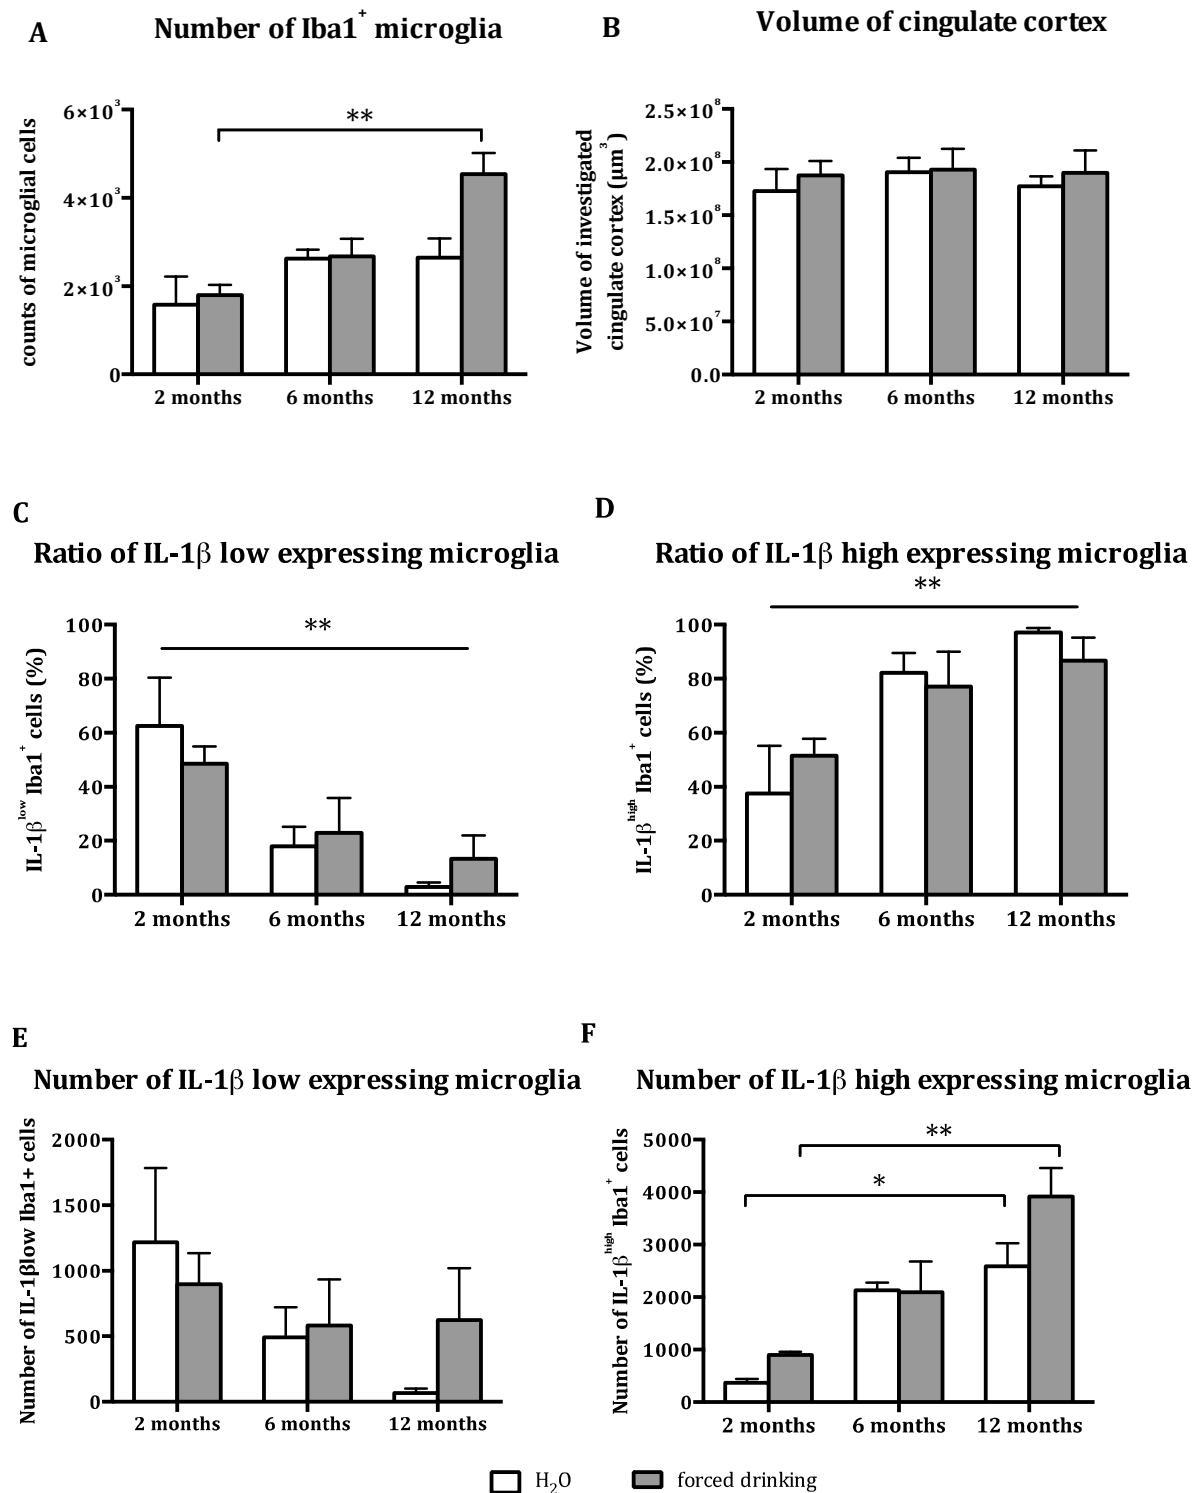 A
Number of Iba1⁺ microglia
counts of microglial cells
6×10³
4×10³
2×10³
0
**
2 months
6 months
12 months
B
Volume of cingulate cortex
Volume of investigated
cingulate cortex (μm³)
2.5×10⁸
2.0×10⁸
1.5×10⁸
1.0×10⁸
5.0×10⁷
0.0
2 months
6 months
12 months
C
Ratio of IL-1β low expressing microglia
IL-1βˡᵒʷ Iba1⁺ cells (%)
100
80
60
40
20
0
**
2 months
6 months
12 months
D
Ratio of IL-1β high expressing microglia
IL-1βʰⁱᵍʰ Iba1⁺ cells (%)
**
100
80
60
40
20
0
2 months
6 months
12 months
E
Number of IL-1β low expressing microglia
Number of IL-1βlow Iba1+ cells
2000
1500
1000
500
0
2 months
6 months
12 months
F
Number of IL-1β high expressing microglia
Number of IL-1βʰⁱᵍʰ Iba1⁺ cells
5000
4000
3000
2000
1000
0
**
*
2 months
6 months
12 months
H₂O
forced drinking